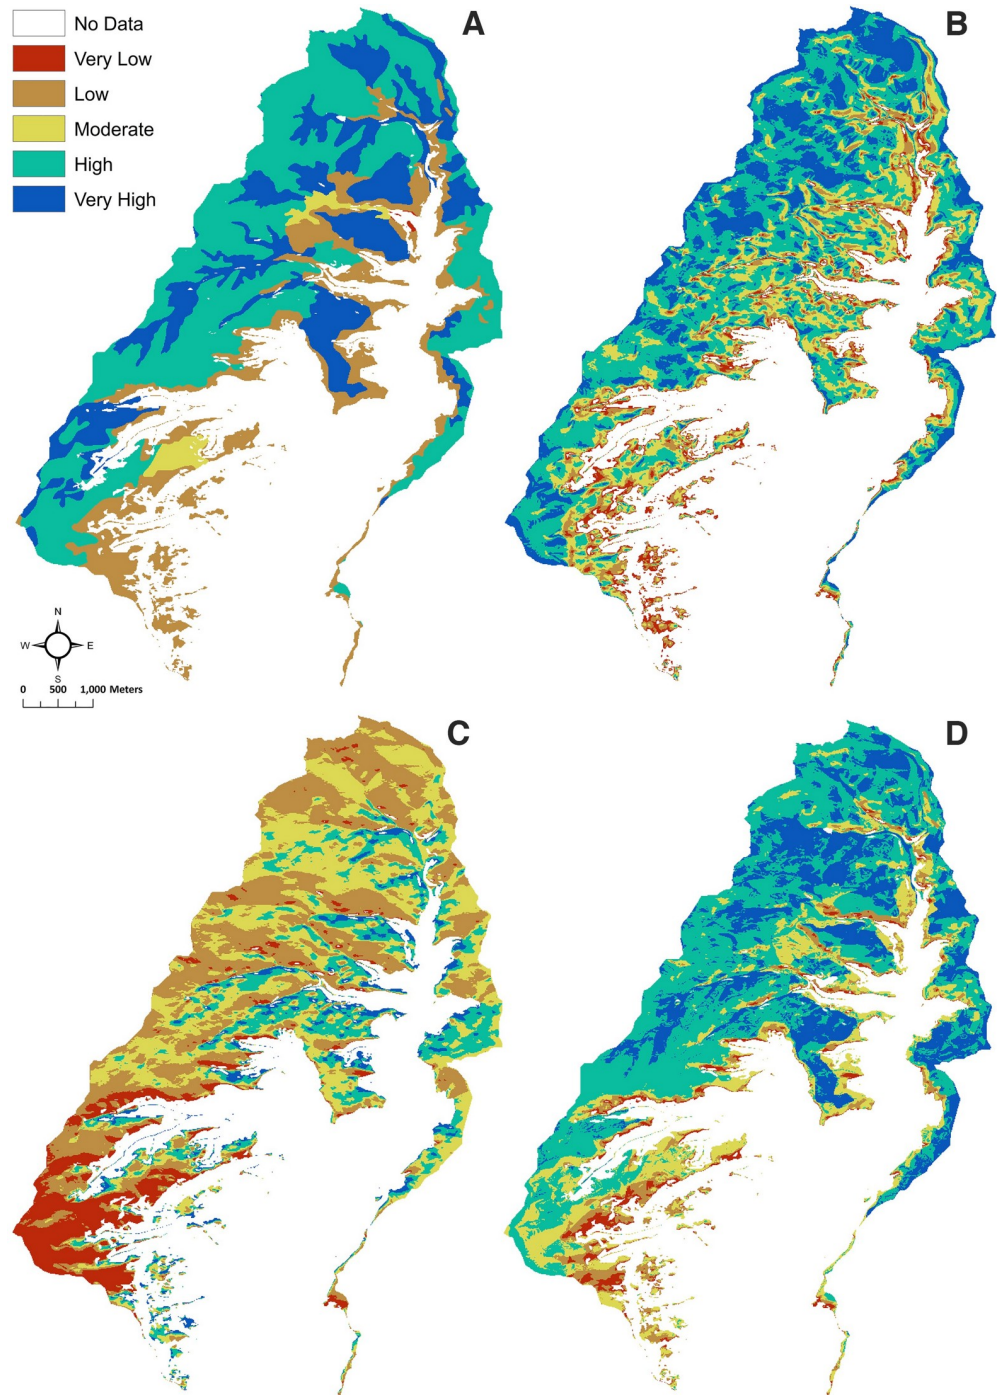 No Data
Very Low
Low
Moderate
High
Very High
A
B
N
W E
S
0 500 1,000 Meters
C
D